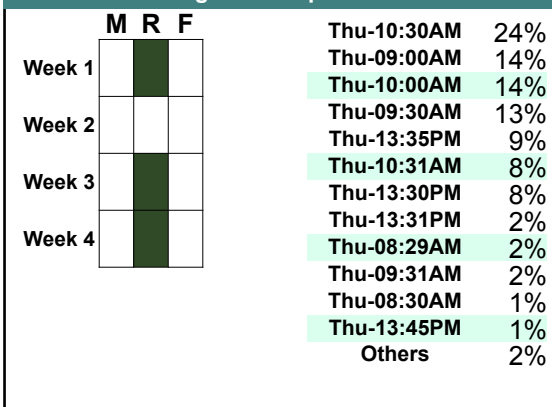 M R F
Week 1
Week 2
Week 3
Week 4
Thu-10:30AM 24%
Thu-09:00AM 14%
Thu-10:00AM 14%
Thu-09:30AM 13%
Thu-13:35PM 9%
Thu-10:31AM 8%
Thu-13:30PM 8%
Thu-13:31PM 2%
Thu-08:29AM 2%
Thu-09:31AM 2%
Thu-08:30AM 1%
Thu-13:45PM 1%
Others 2%